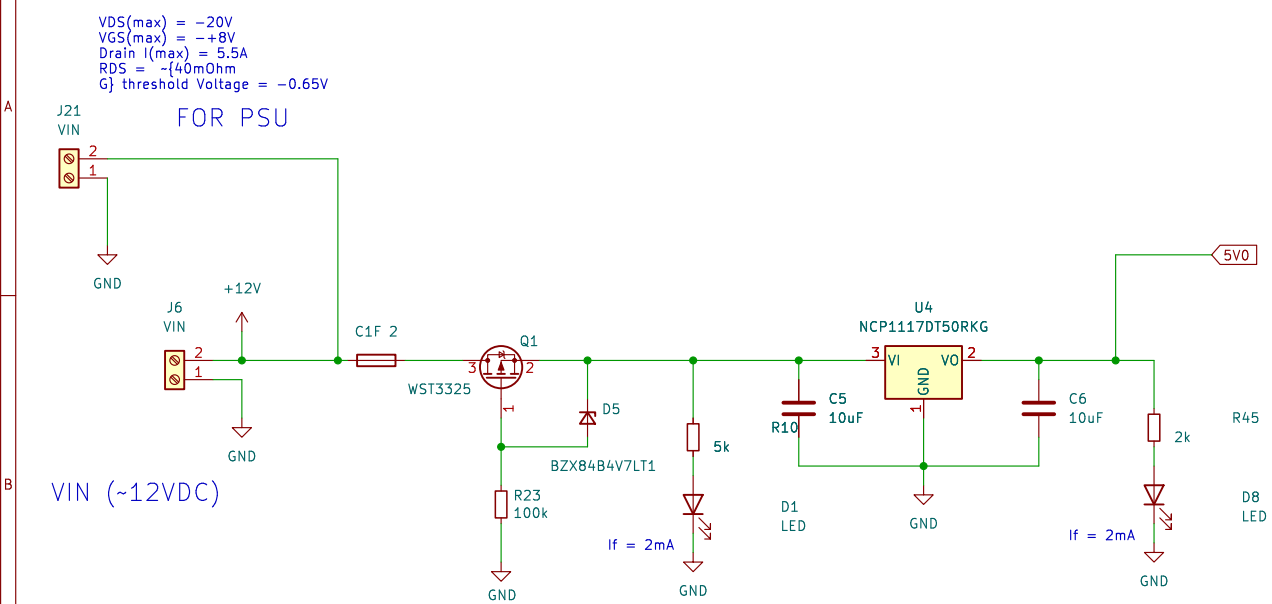 VDS(max) = -20V
VGS(max) = -+8V
Drain I(max) = 5.5A
RDS = ~{40mOhm
G} threshold Voltage = -0.65V
FOR PSU
A
J21
VIN
2
1
GND
5V0
+12V
J6
VIN
2
1
GND
C1F 2
Q1
3
2
1
WST3325
D5
BZX84B4V7LT1
R23
100k
GND
5k
D1
LED
If = 2mA
GND
R10
C5
10uF
U4
NCP1117DT50RKG
3
VI
VO
2
GND
1
GND
C6
10uF
R45
2k
D8
LED
If = 2mA
GND
B
VIN (~12VDC)